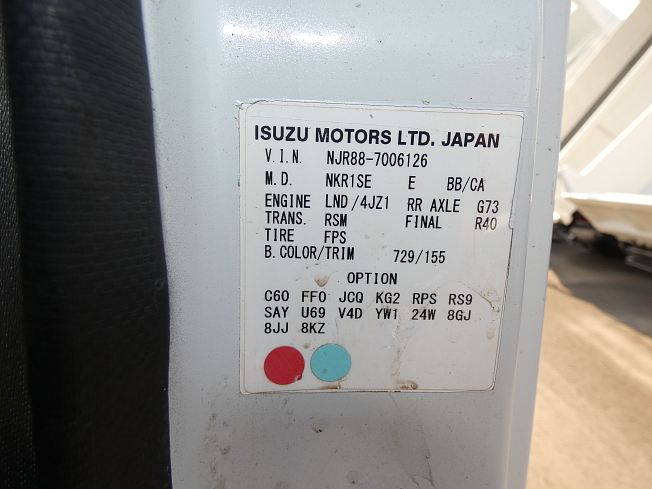 ISUZU MOTORS LTD. JAPAN
V.I.N. NJR88-7006126
M.D. NKR1SE E BB/CA
ENGINE LND/4JZ1 RR AXLE G73
TRANS. RSM FINAL R40
TIRE FPS
B.COLOR/TRIM 729/155
OPTION
C60 FF0 JCQ KG2 RPS RS9
SAY U69 V4D YW1 24W 8GJ
8JJ 8KZ